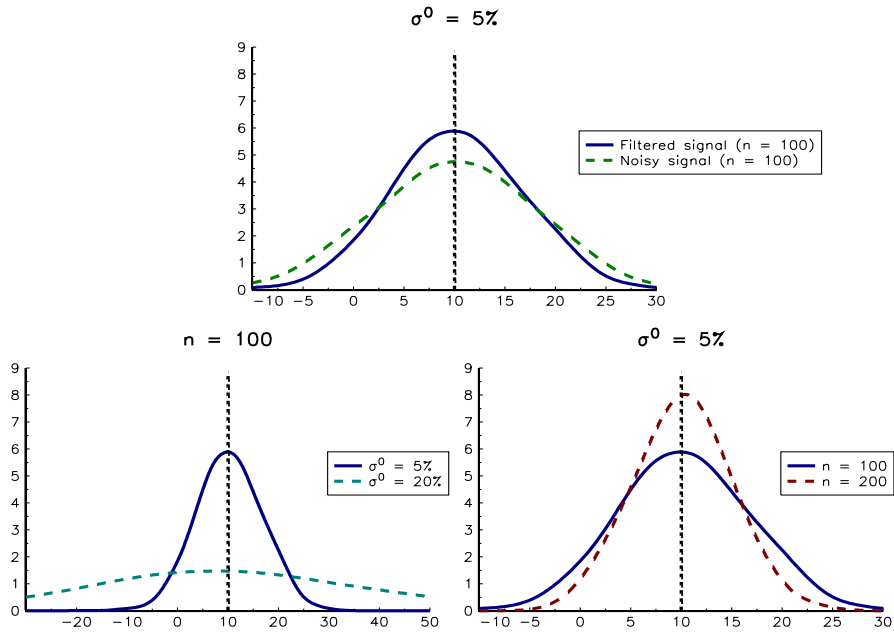 σ⁰ = 5%
9
8
7
6
5
4
3
2
1
0
-10 -5 0 5 10 15 20 25 30
Filtered signal (n = 100)
Noisy signal (n = 100)
n = 100
9
8
7
6
5
4
3
2
1
0
-20 -10 0 10 20 30 40 50
σ⁰ = 5%
σ⁰ = 20%
σ⁰ = 5%
9
8
7
6
5
4
3
2
1
0
-10 -5 0 5 10 15 20 25 30
n = 100
n = 200